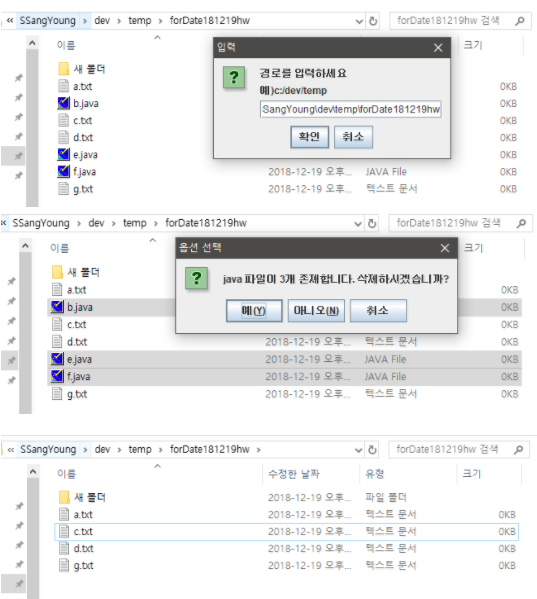 « SSangYoung › dev › temp › forDate181219hw
forDate181219hw 검색
이름
크기
입력
경로를 입력하세요
예)c:/dev/temp
SangYoung\dev\temp\forDate181219hw
확인 취소
새 폴더
a.txt 0KB
b.java 0KB
c.txt 0KB
d.txt 0KB
e.java 0KB
f.java 2018-12-19 오후... JAVA File 0KB
g.txt 2018-12-19 오후... 텍스트 문서 0KB
« SSangYoung › dev › temp › forDate181219hw
forDate181219hw 검색
이름
크기
옵션 선택
java 파일이 3개 존재합니다. 삭제하시겠습니까?
예(Y) 아니오(N) 취소
새 폴더
a.txt 0KB
b.java 0KB
c.txt 0KB
d.txt 2018-12-19 오후... 텍스트 문서 0KB
e.java 2018-12-19 오후... JAVA File 0KB
f.java 2018-12-19 오후... JAVA File 0KB
g.txt 2018-12-19 오후... 텍스트 문서 0KB
« SSangYoung › dev › temp › forDate181219hw ›
forDate181219hw 검색
이름 수정한 날짜 유형 크기
새 폴더 2018-12-19 오후... 파일 폴더
a.txt 2018-12-19 오후... 텍스트 문서 0KB
c.txt 2018-12-19 오후... 텍스트 문서 0KB
d.txt 2018-12-19 오후... 텍스트 문서 0KB
g.txt 2018-12-19 오후... 텍스트 문서 0KB